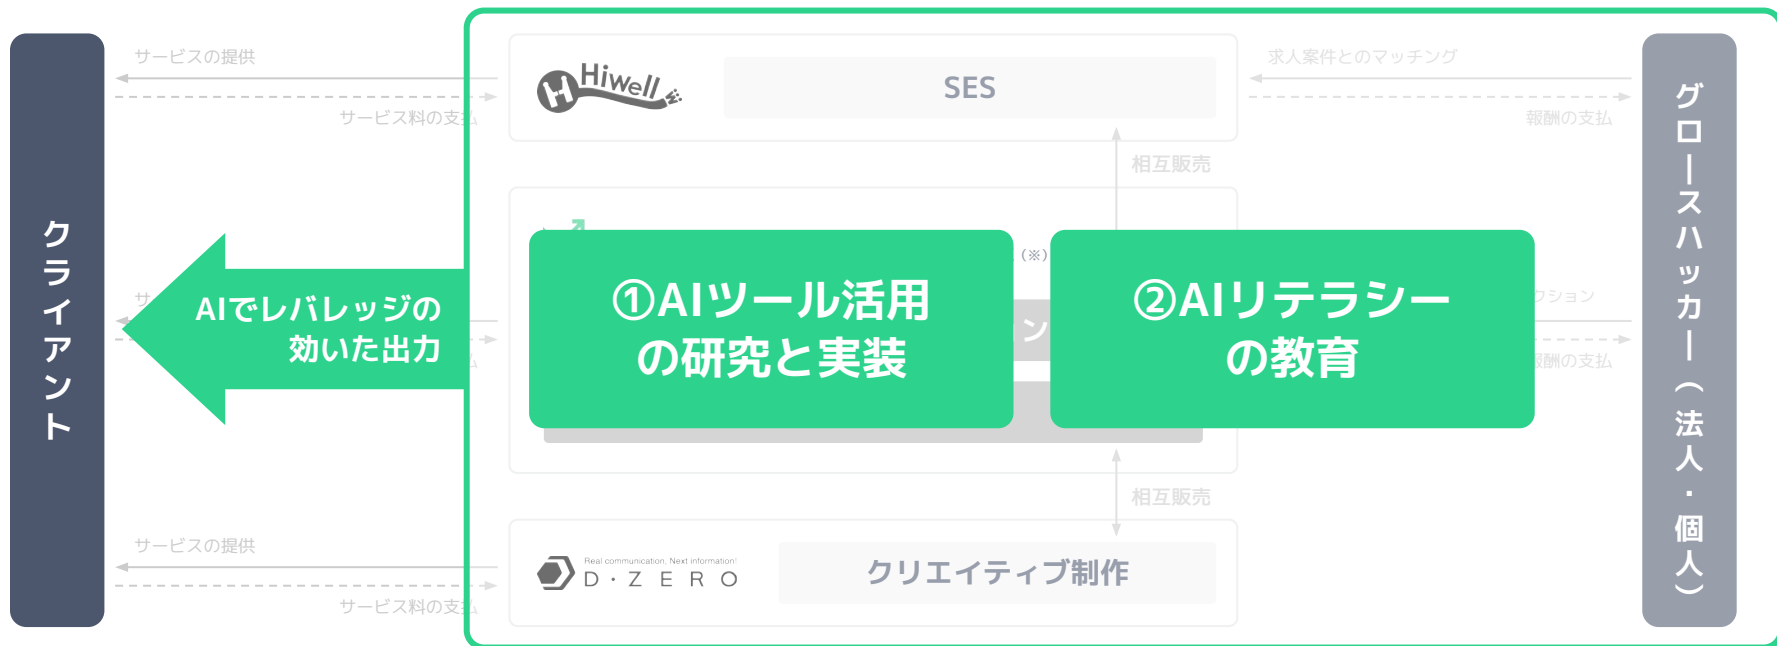 クライアント
サービスの提供
サービス料の支払
Hiwell
SES
求人案件とのマッチング
報酬の支払
相互販売
(※)
AIでレバレッジの
効いた出力
①AIツール活用
の研究と実装
②AIリテラシー
の教育
クション
報酬の支払
相互販売
サービスの提供
サービス料の支払
Real communication, Next information!
D・ZERO
クリエイティブ制作
グロースハッカー（法人・個人）